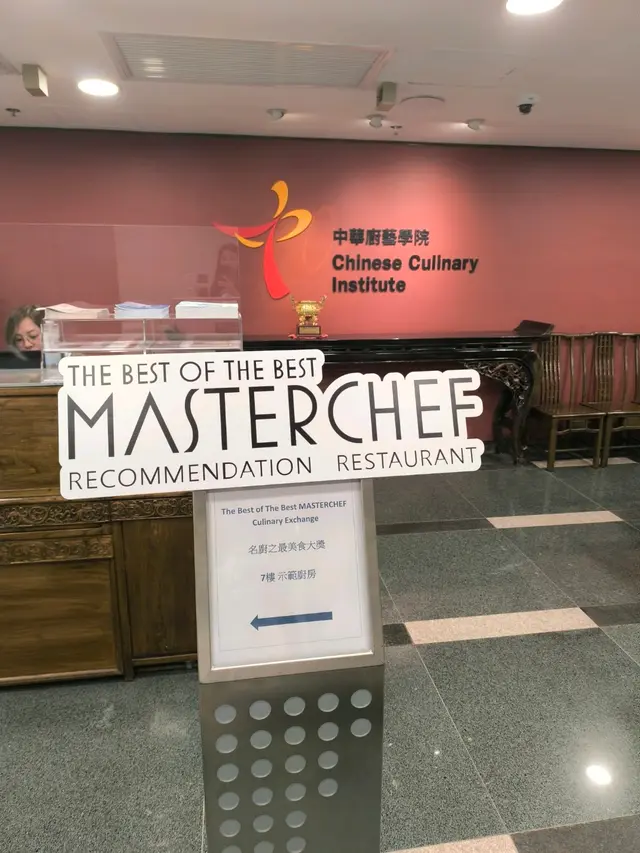 中華廚藝學院
Chinese Culinary
Institute
THE BEST OF THE BEST
MASTERCHEF
RECOMMENDATION RESTAURANT
The Best of The Best MASTERCHEF
Culinary Exchange
名廚之最美食大獎
7樓 示範廚房